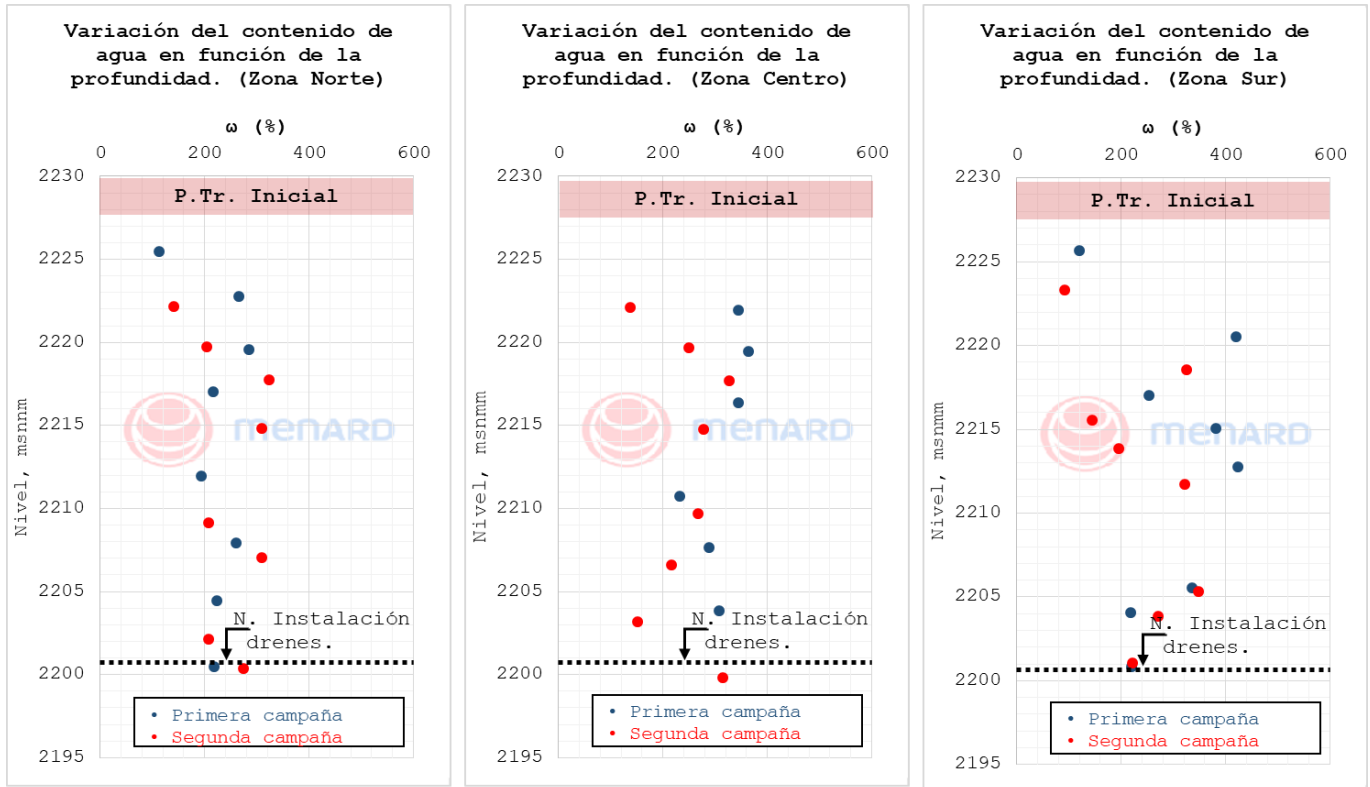 Variación del contenido de
agua en función de la
profundidad. (Zona Norte)
ω (%)
0 200 400 600
2230
P.Tr. Inicial
2225
2220
2215
2210
2205
2200
2195
Nivel, msnmm
menARD
N. Instalación
drenes.
• Primera campaña
• Segunda campaña
Variación del contenido de
agua en función de la
profundidad. (Zona Centro)
ω (%)
0 200 400 600
2230
P.Tr. Inicial
2225
2220
2215
2210
2205
2200
2195
Nivel, msnmm
menARD
N. Instalación
drenes.
• Primera campaña
• Segunda campaña
Variación del contenido de
agua en función de la
profundidad. (Zona Sur)
ω (%)
0 200 400 600
2230
P.Tr. Inicial
2225
2220
2215
2210
2205
2200
2195
Nivel, msnmm
menARD
N. Instalación
drenes.
• Primera campaña
• Segunda campaña